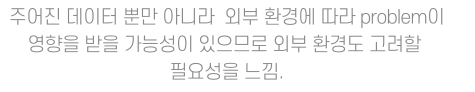 주어진 데이터 뿐만 아니라 외부 환경에 따라 problem이
영향을 받을 가능성이 있으므로 외부 환경도 고려할
필요성을 느낌.